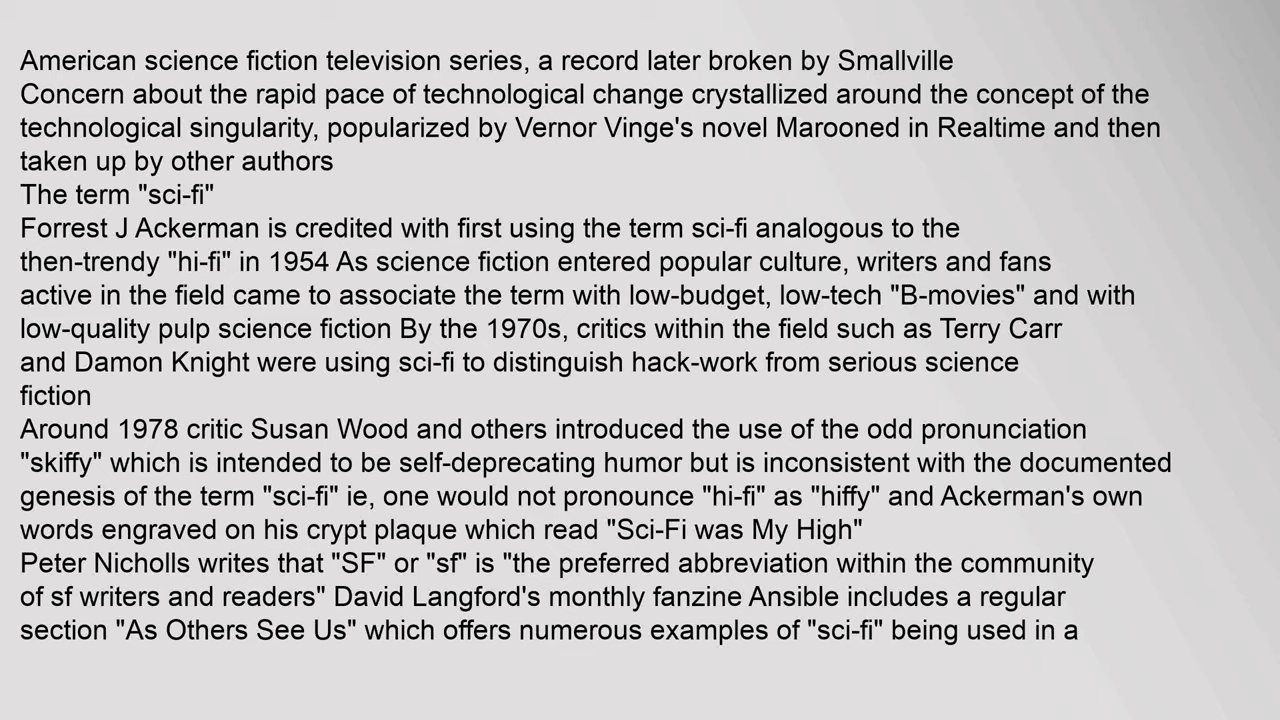 American science fiction television series, a record later broken by Smallville
Concern about the rapid pace of technological change crystallized around the concept of the
technological singularity, popularized by Vernor Vinge's novel Marooned in Realtime and then
taken up by other authors
The term "sci-fi"
Forrest J Ackerman is credited with first using the term sci-fi analogous to the
then-trendy "hi-fi" in 1954 As science fiction entered popular culture, writers and fans
active in the field came to associate the term with low-budget, low-tech "B-movies" and with
low-quality pulp science fiction By the 1970s, critics within the field such as Terry Carr
and Damon Knight were using sci-fi to distinguish hack-work from serious science
fiction
Around 1978 critic Susan Wood and others introduced the use of the odd pronunciation
"skiffy" which is intended to be self-deprecating humor but is inconsistent with the documented
genesis of the term "sci-fi" ie, one would not pronounce "hi-fi" as "hiffy" and Ackerman's own
words engraved on his crypt plaque which read "Sci-Fi was My High"
Peter Nicholls writes that "SF" or "sf" is "the preferred abbreviation within the community
of sf writers and readers" David Langford's monthly fanzine Ansible includes a regular
section "As Others See Us" which offers numerous examples of "sci-fi" being used in a